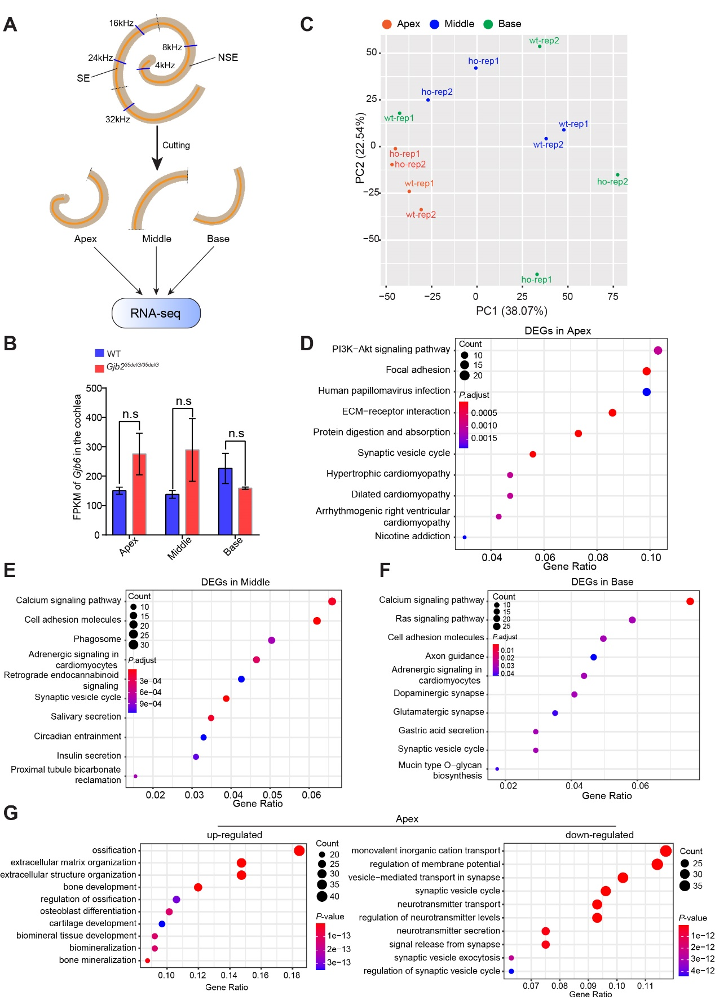 A
16kHz
8kHz
24kHz
4kHz
NSE
SE
32kHz
Cutting
Apex
Middle
Base
RNA-seq
B
WT
Gjb2 35delG/35delG
FPKM of Gjb6 in the cochlea
500
400
300
200
100
0
n.s
n.s
n.s
Apex
Middle
Base
C
Apex
Middle
Base
PC2 (22.54%)
50
25
0
−25
−50
wt-rep2
ho-rep1
ho-rep2
wt-rep1
wt-rep1
wt-rep2
ho-rep1
ho-rep2
ho-rep2
wt-rep1
wt-rep2
ho-rep1
−50
−25
0
25
50
75
PC1 (38.07%)
D
DEGs in Apex
PI3K−Akt signaling pathway
Focal adhesion
Human papillomavirus infection
ECM−receptor interaction
Protein digestion and absorption
Synaptic vesicle cycle
Hypertrophic cardiomyopathy
Dilated cardiomyopathy
Arrhythmogenic right ventricular
cardiomyopathy
Nicotine addiction
Count
10
15
20
P.adjust
0.0005
0.0010
0.0015
0.04
0.06
0.08
0.10
Gene Ratio
E
DEGs in Middle
Calcium signaling pathway
Cell adhesion molecules
Phagosome
Adrenergic signaling in
cardiomyocytes
Retrograde endocannabinoid
signaling
Synaptic vesicle cycle
Salivary secretion
Circadian entrainment
Insulin secretion
Proximal tubule bicarbonate
reclamation
Count
10
15
20
25
30
P.adjust
3e−04
6e−04
9e−04
0.02
0.03
0.04
0.05
0.06
Gene Ratio
F
DEGs in Base
Calcium signaling pathway
Ras signaling pathway
Cell adhesion molecules
Axon guidance
Adrenergic signaling in
cardiomyocytes
Dopaminergic synapse
Glutamatergic synapse
Gastric acid secretion
Synaptic vesicle cycle
Mucin type O−glycan
biosynthesis
Count
10
15
20
25
P.adjust
0.01
0.02
0.03
0.04
0.02
0.04
0.06
Gene Ratio
G
Apex
up-regulated
ossification
extracellular matrix organization
extracellular structure organization
bone development
regulation of ossification
osteoblast differentiation
cartilage development
biomineral tissue development
biomineralization
bone mineralization
0.10
0.12
0.14
0.16
0.18
Gene Ratio
Count
20
25
30
35
40
P-value
1e−13
2e−13
3e−13
down-regulated
monovalent inorganic cation transport
regulation of membrane potential
vesicle−mediated transport in synapse
synaptic vesicle cycle
neurotransmitter transport
regulation of neurotransmitter levels
neurotransmitter secretion
signal release from synapse
synaptic vesicle exocytosis
regulation of synaptic vesicle cycle
0.07
0.08
0.09
0.10
0.11
Gene Ratio
Count
25
30
35
P-value
1e−12
2e−12
3e−12
4e−12